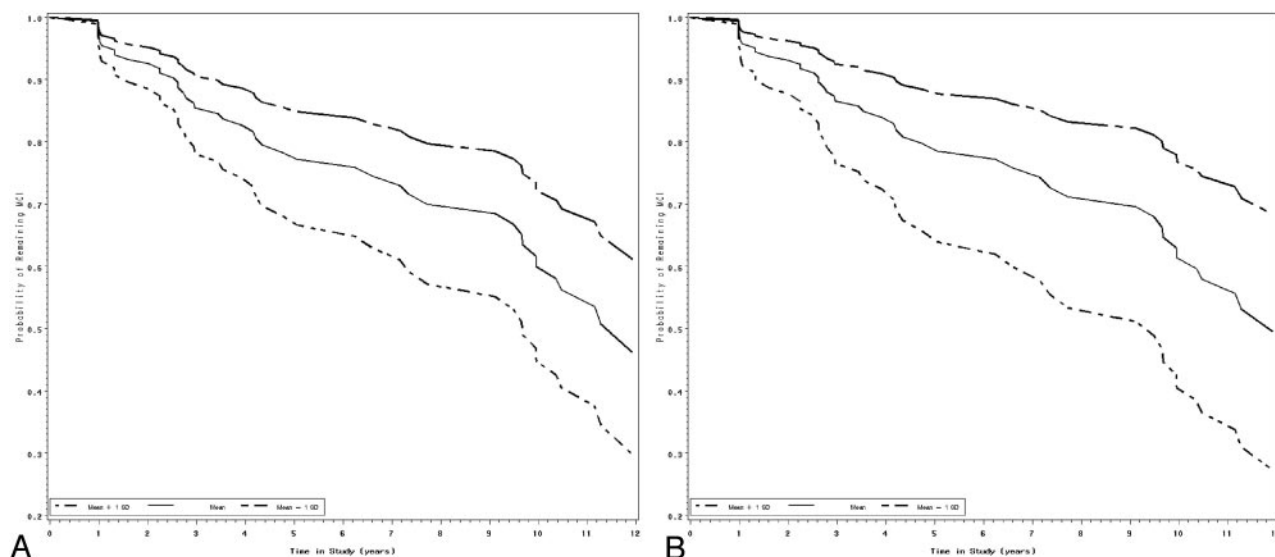 1.0
0.9
0.8
0.7
0.6
0.5
0.4
0.3
0.2
Probability of Remaining MCI
Mean + 1 SD Mean Mean - 1 SD
0 1 2 3 4 5 6 7 8 9 10 11 12
Time in Study (years)
A
1.0
0.9
0.8
0.7
0.6
0.5
0.4
0.3
0.2
Probability of Remaining MCI
Mean + 1 SD Mean Mean - 1 SD
0 1 2 3 4 5 6 7 8 9 10 11
Time in Study (years)
B